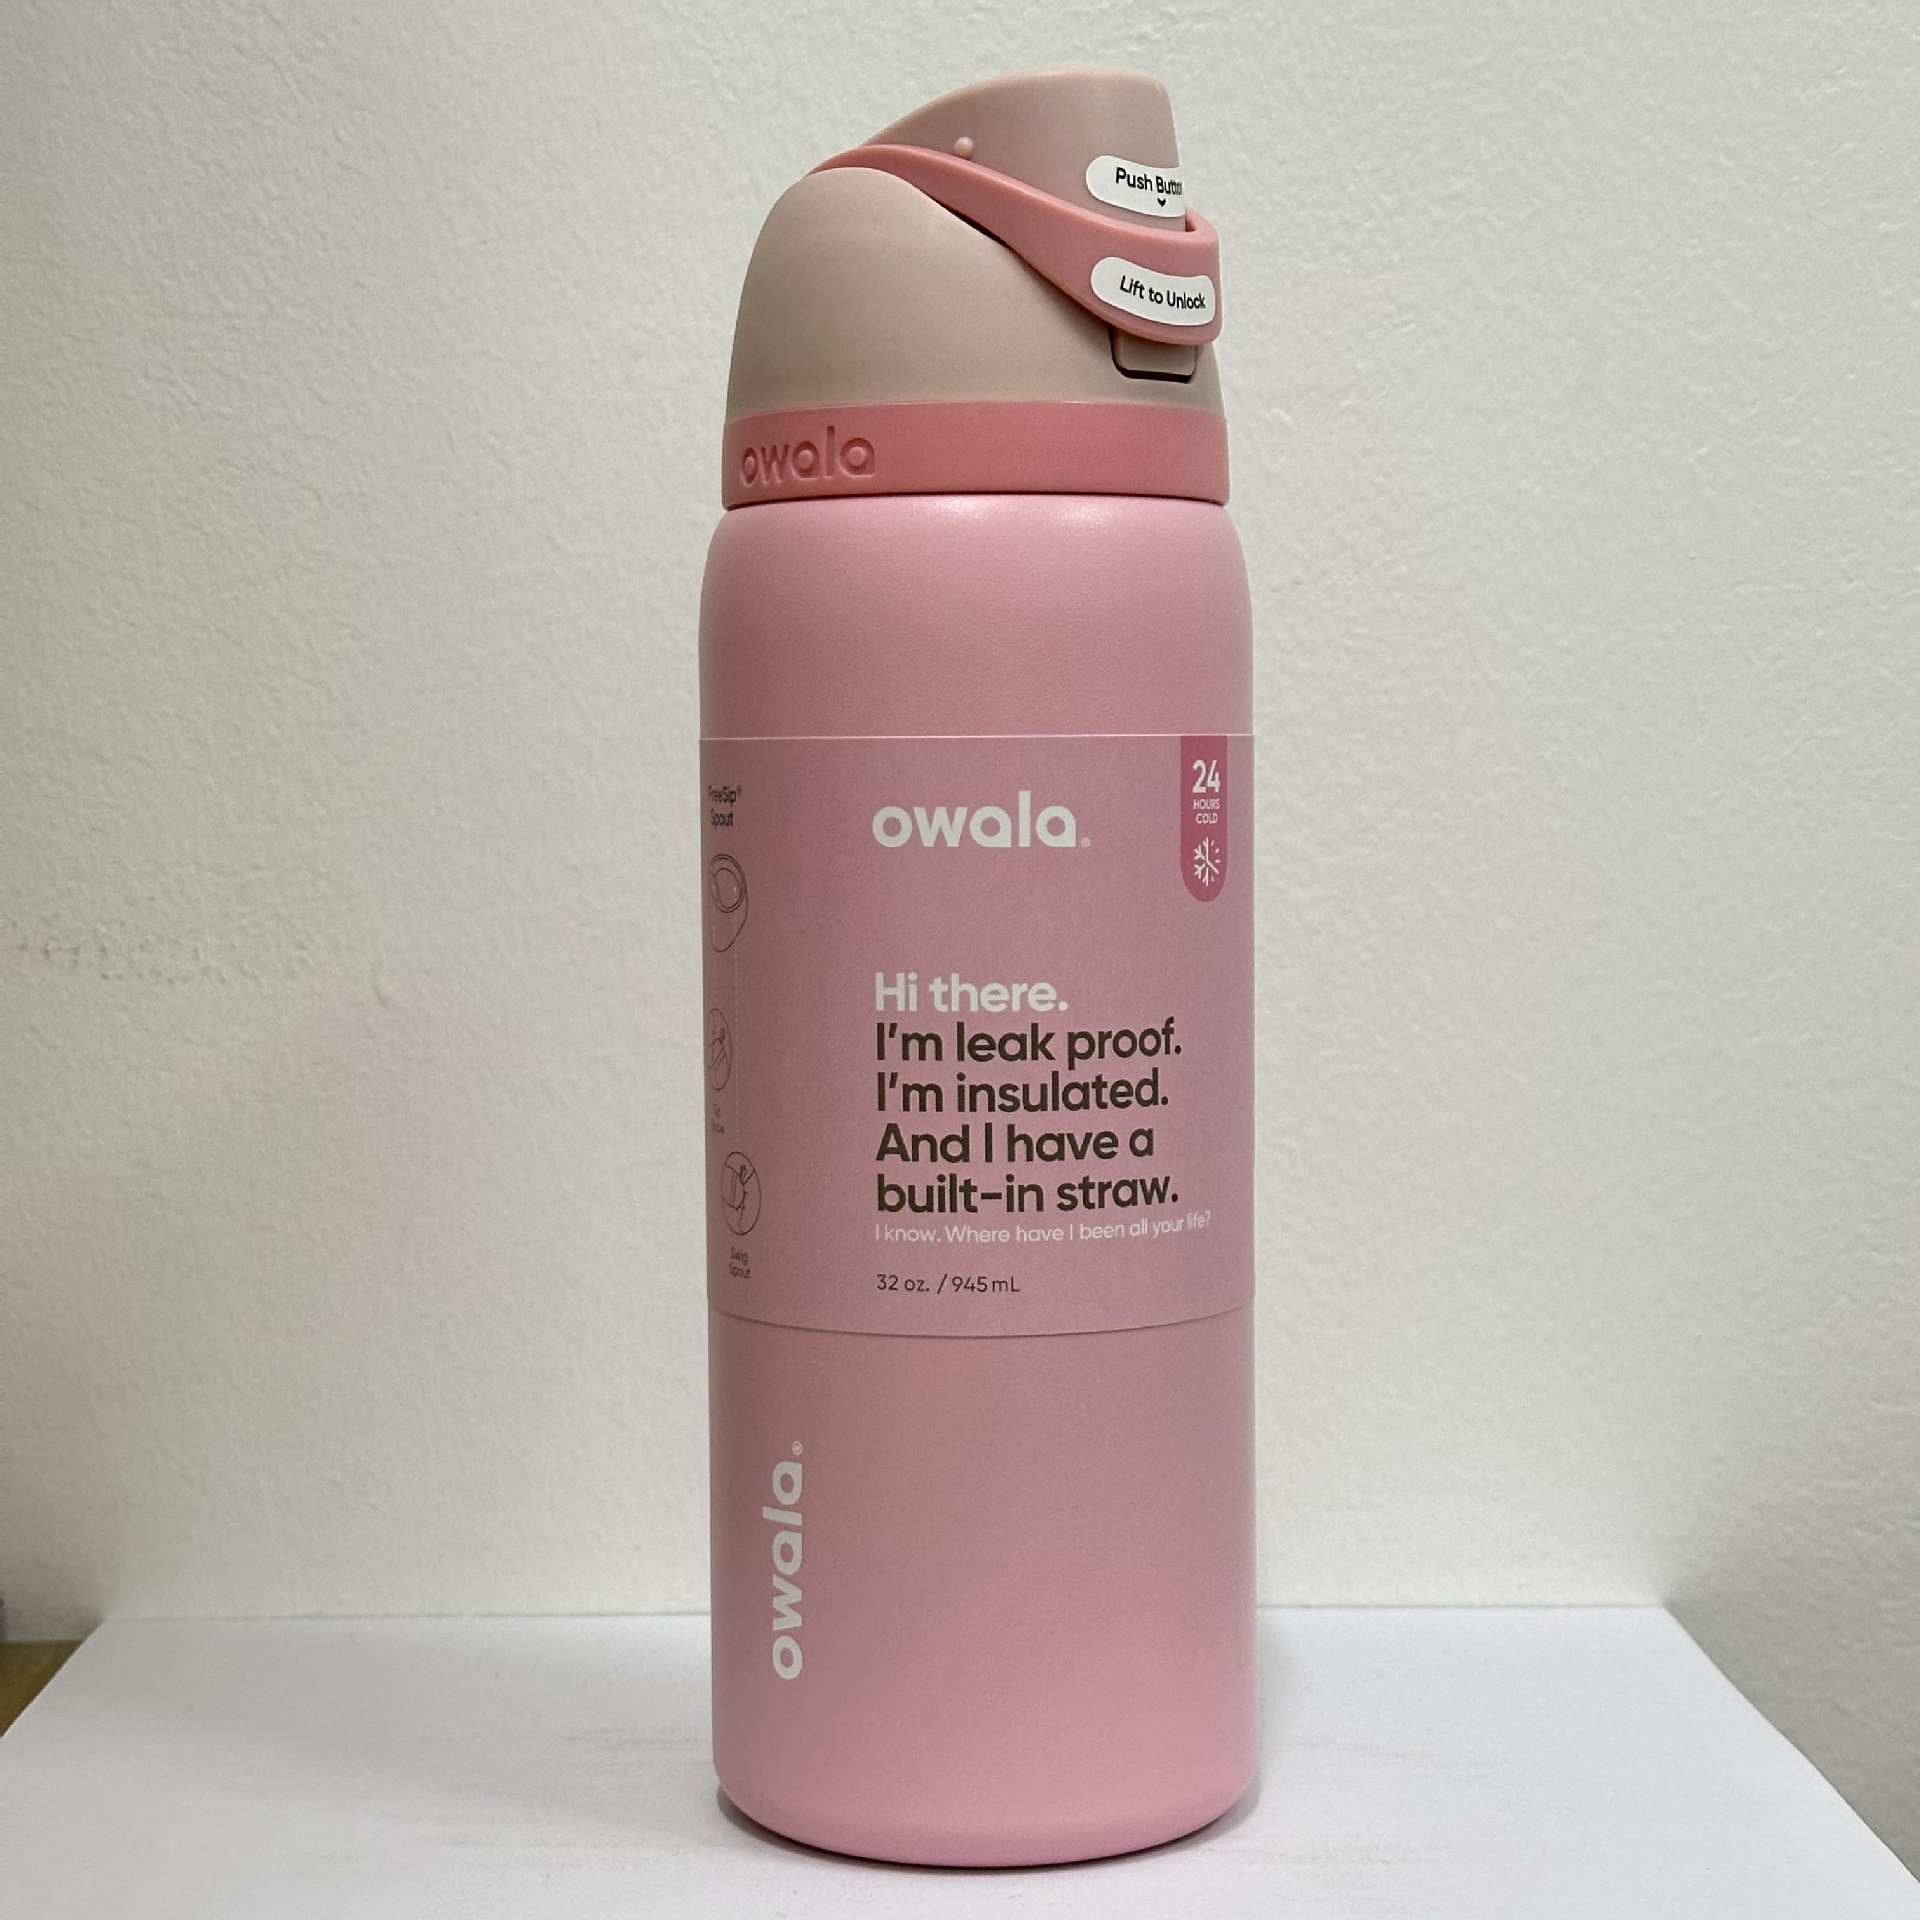 Push Button
Lift to Unlock
owala
owala®
24
HOURS
COLD
FreeSip®
Spout
Hi there.
I'm leak proof.
I'm insulated.
And I have a
built-in straw.
I know. Where have I been all your life?
32 oz. / 945 mL
Swig
Spout
owala®